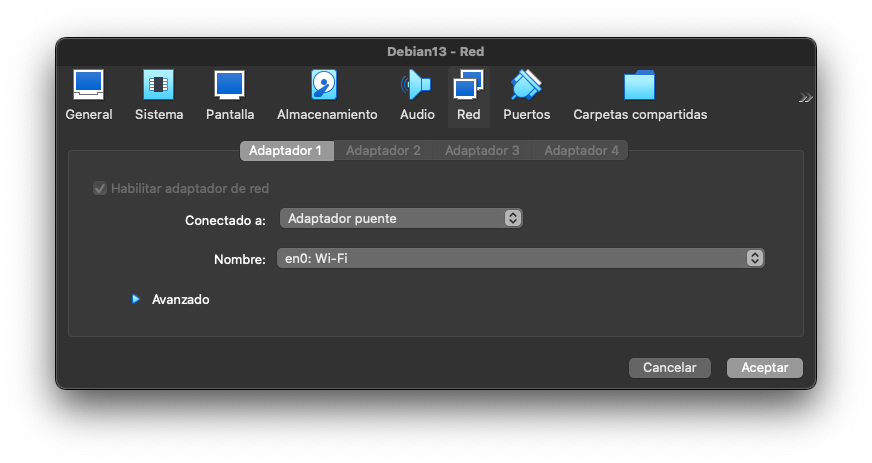 Debian13 - Red
General
Sistema
Pantalla
Almacenamiento
Audio
Red
Puertos
Carpetas compartidas
Adaptador 1
Adaptador 2
Adaptador 3
Adaptador 4
Habilitar adaptador de red
Conectado a:
Adaptador puente
Nombre:
en0: Wi-Fi
Avanzado
Cancelar
Aceptar